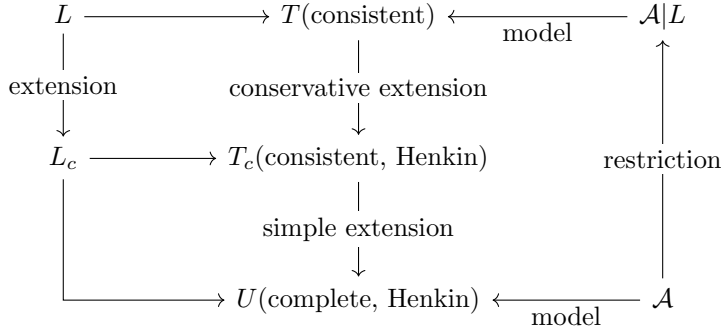 L T(consistent) 𝒜|L
model
extension conservative extension
L_c T_c(consistent, Henkin) restriction
simple extension
U(complete, Henkin) 𝒜
model